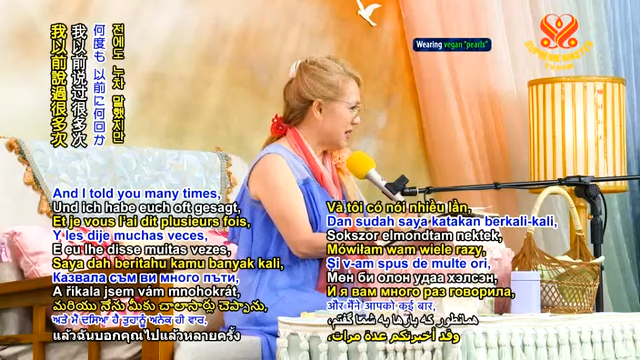 Wearing vegan "pearls"
SUPREME MASTER
我以前說過很多次
我以前说过很多次
何度も 以前に何回か
전에도 누차 말했지만
And I told you many times,
Und ich habe euch oft gesagt,
Et je vous l'ai dit plusieurs fois,
Y les dije muchas veces,
E eu lhe disse muitas vezes,
Saya dah beritahu kamu banyak kali,
Казвала съм ви много пъти,
A říkala jsem vám mnohokrát,
మరియు నేను మీకు చాలాసార్లు చెప్పాను,
ਅਤੇ ਮੈਂ ਦਸਿਆ ਹੈ ਤੁਹਾਨੂੰ ਅਨੇਕ ਹੀ ਵਾਰ,
แล้วฉันบอกคุณไปแล้วหลายครั้ง
Và tôi có nói nhiều lần,
Dan sudah saya katakan berkali-kali,
Sokszor elmondtam nektek,
Mówiłam wam wiele razy,
Și v-am spus de multe ori,
Мөн би олон удаа хэлсэн,
И я вам много раз говорила,
और मैंने आपको कई बार,
همانطور که بارها به شما گفتم،
وقد أخبرتكم عدة مرات،